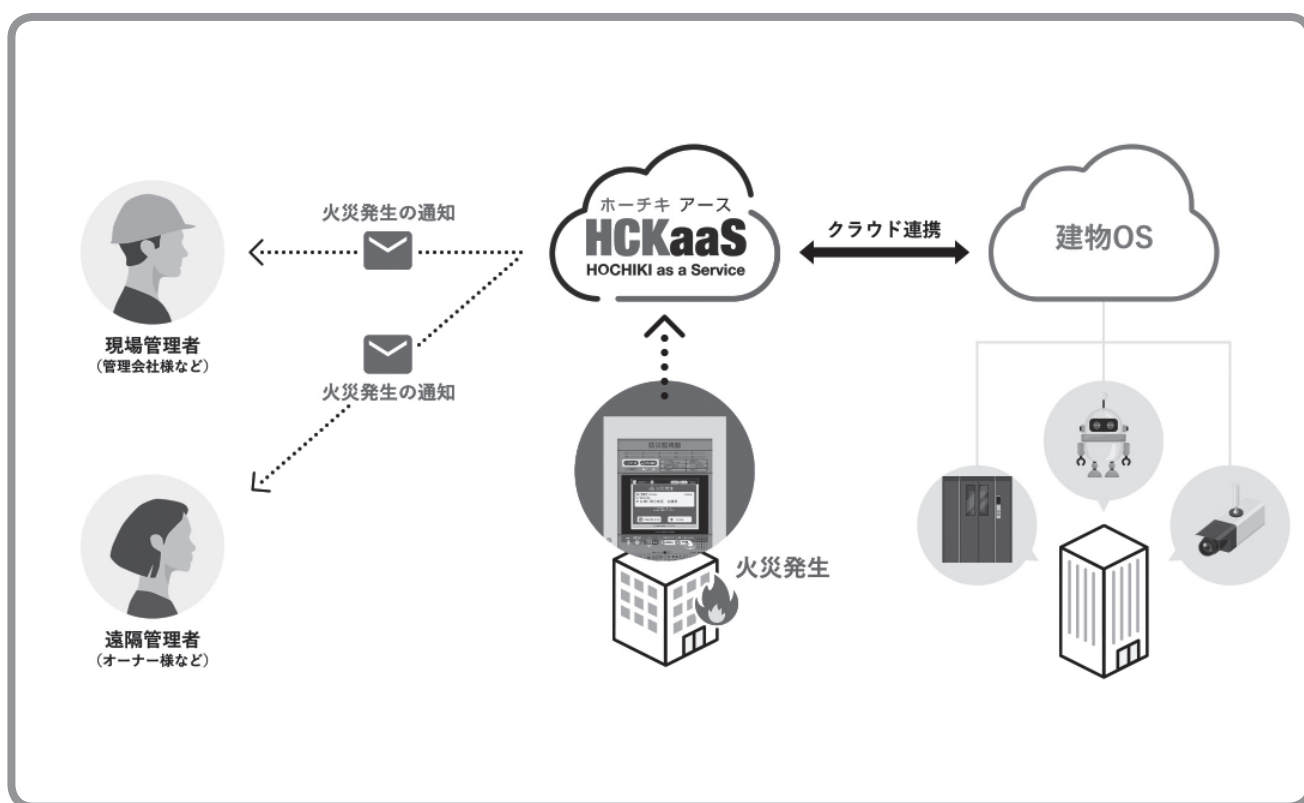 火災発生の通知
現場管理者
（管理会社様など）
火災発生の通知
遠隔管理者
（オーナー様など）
ホーチキ アース
HCKaaS
HOCHIKI as a Service
クラウド連携
建物OS
火災発生